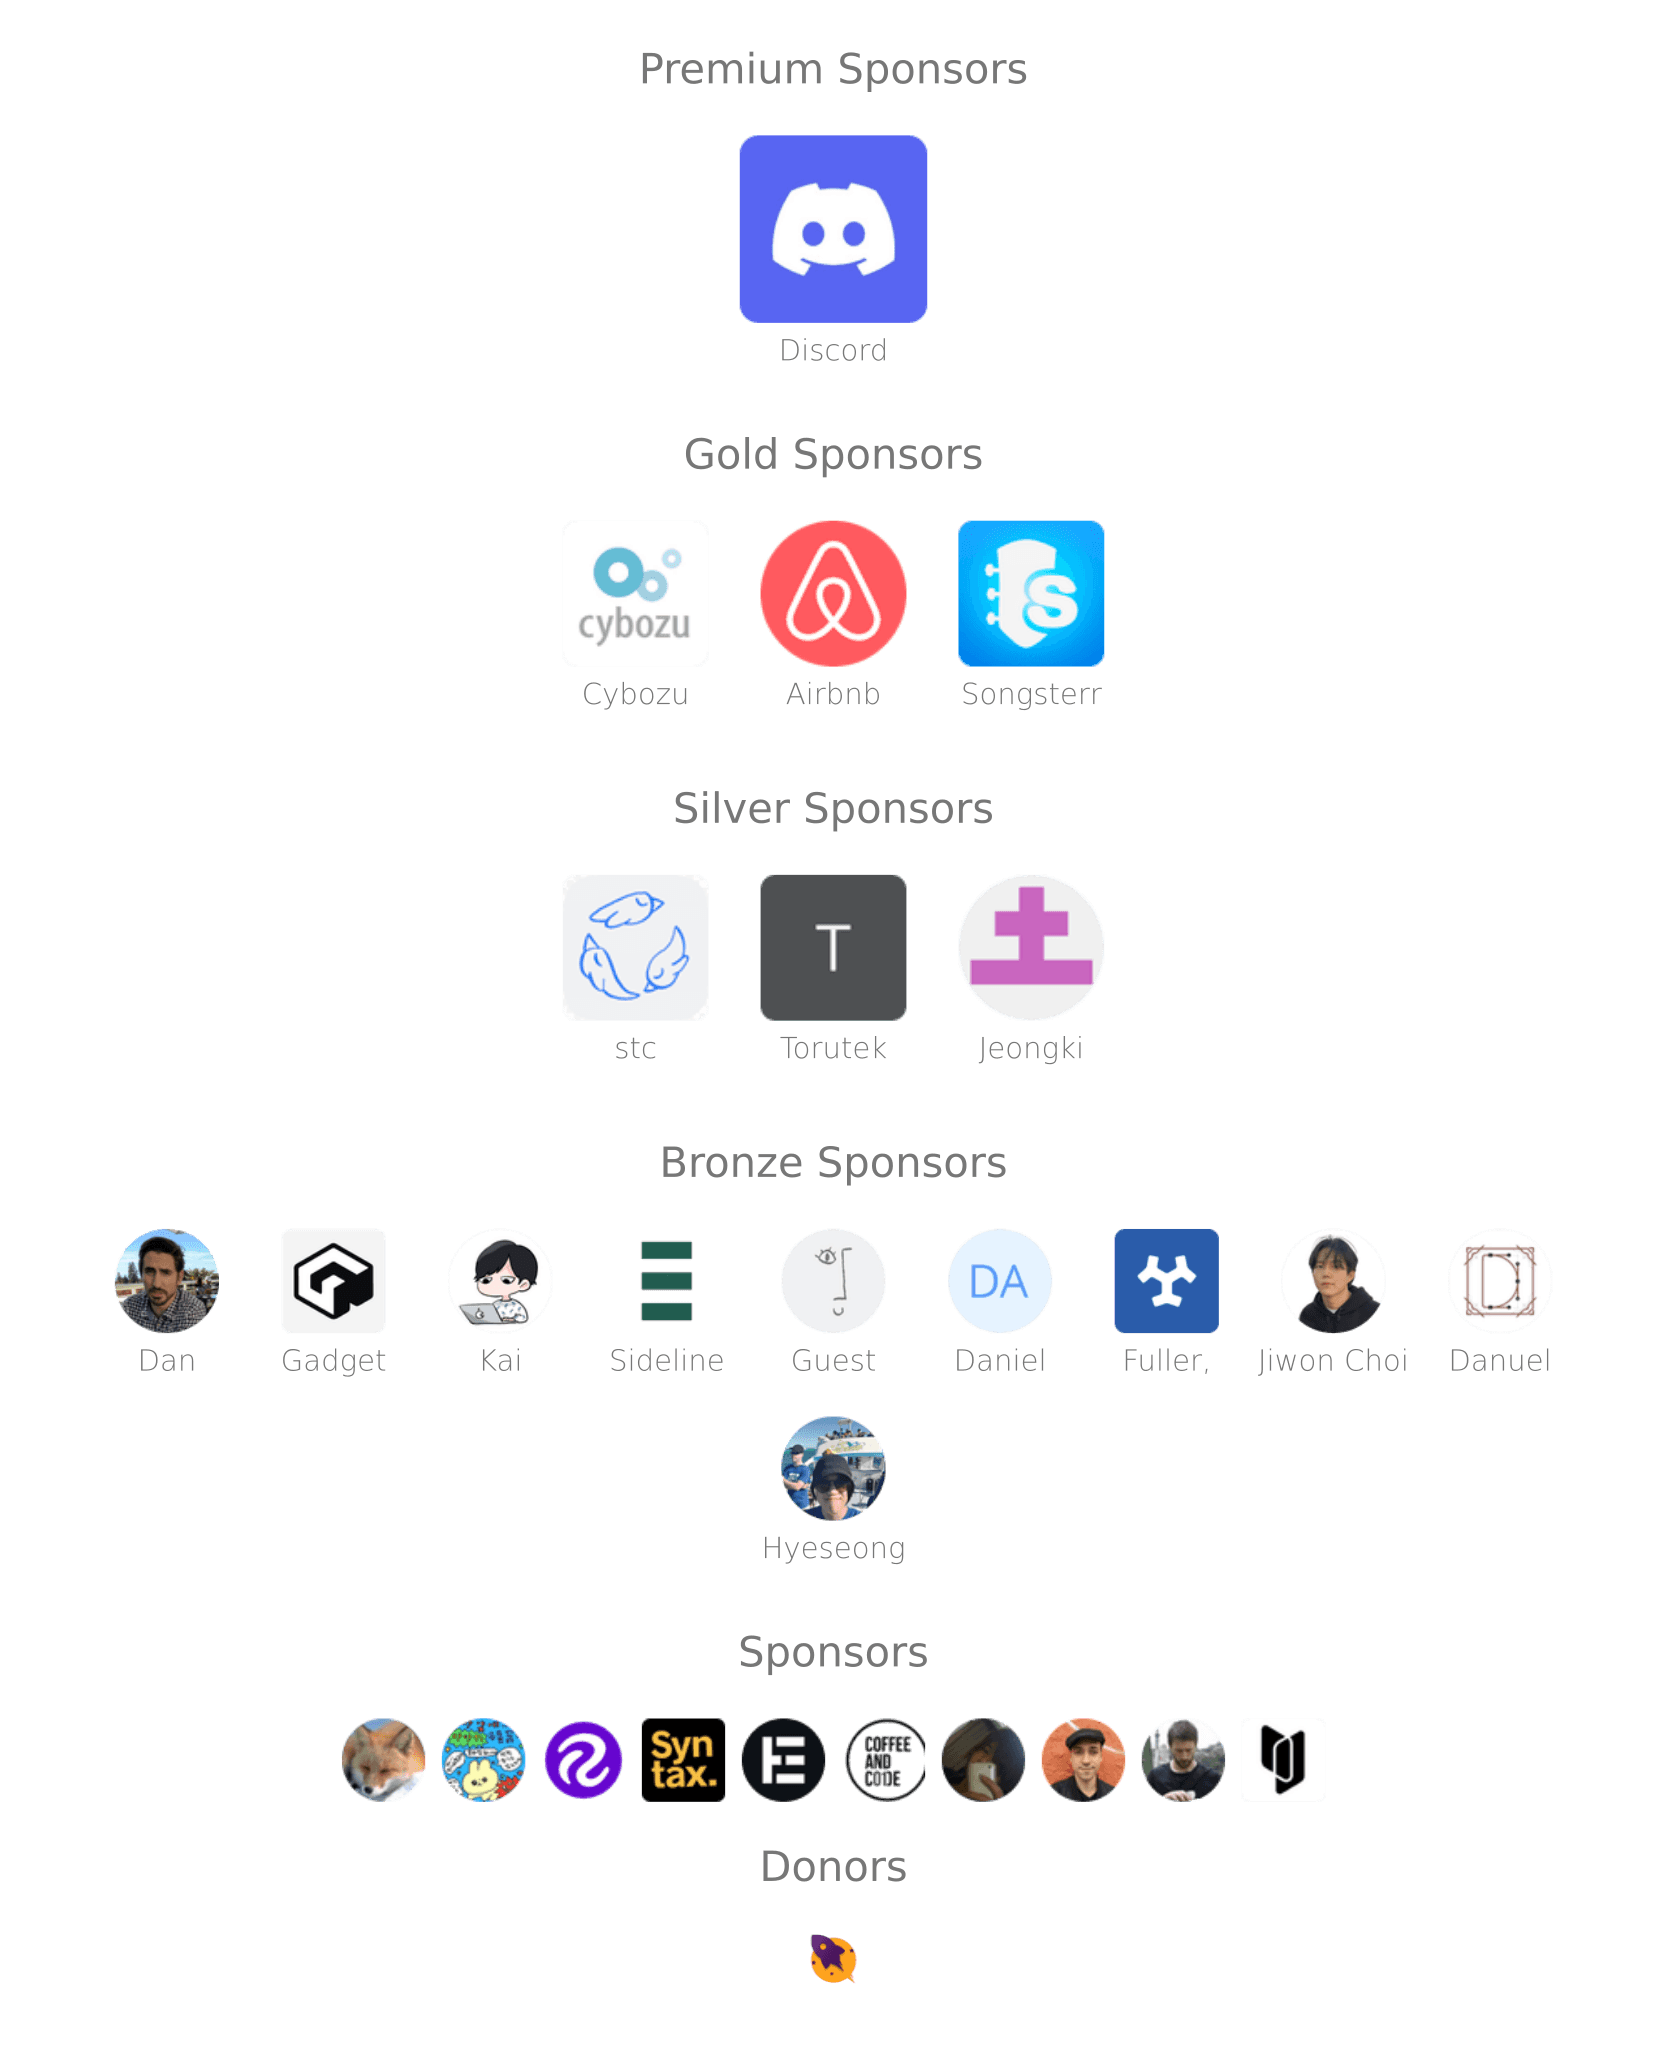 Premium Sponsors
Discord
Gold Sponsors
cybozu
S
Cybozu Airbnb Songsterr
Silver Sponsors
T
stc Torutek Jeongki
Bronze Sponsors
DA
Dan Gadget Kai Sideline Guest Daniel Fuller, Jiwon Choi Danuel
Hyeseong
Sponsors
Syn
tax.
COFFEE
AND
CODE
Donors